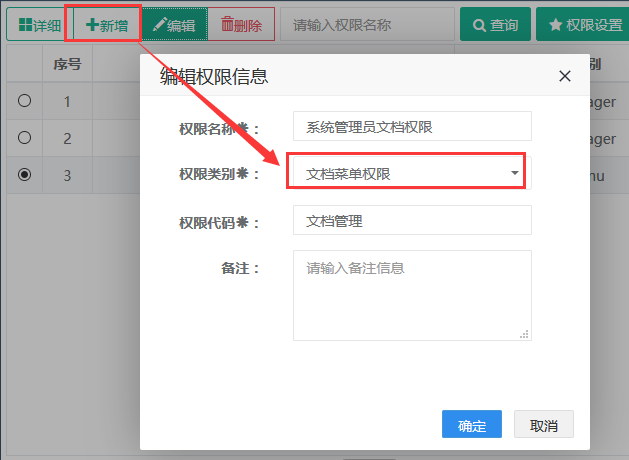 详细 新增 编辑 删除 请输入权限名称 查询 权限设置
序号 别
编辑权限信息
1 ager
权限名称*： 系统管理员文档权限
2 ager
权限类别*： 文档菜单权限
3 nu
权限代码*： 文档管理
备注： 请输入备注信息
确定 取消